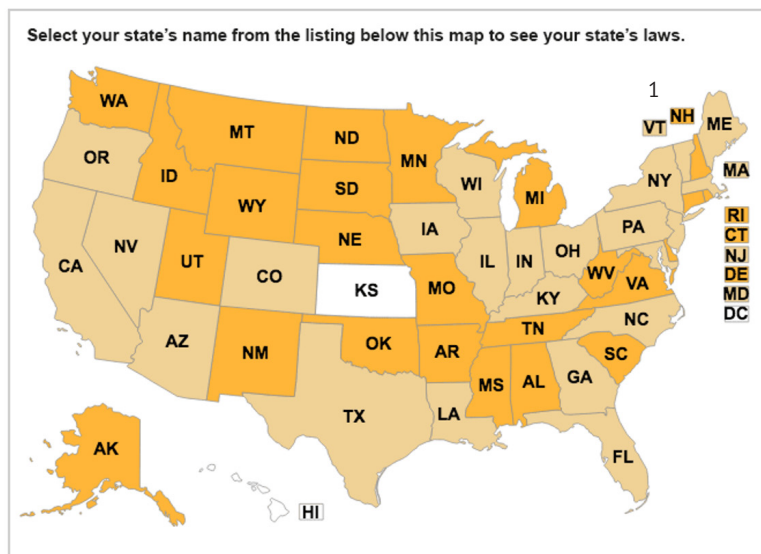 Select your state's name from the listing below this map to see your state's laws.
1
WA
VT
NH
ME
MT
ND
OR
MN
ID
SD
WI
NY
MA
MI
WY
RI
IA
PA
CT
NE
NV
OH
NJ
UT
IL
IN
CA
CO
WV
DE
KS
MO
VA
MD
KY
DC
NC
TN
AZ
OK
NM
AR
SC
MS
AL
GA
TX
LA
AK
FL
HI